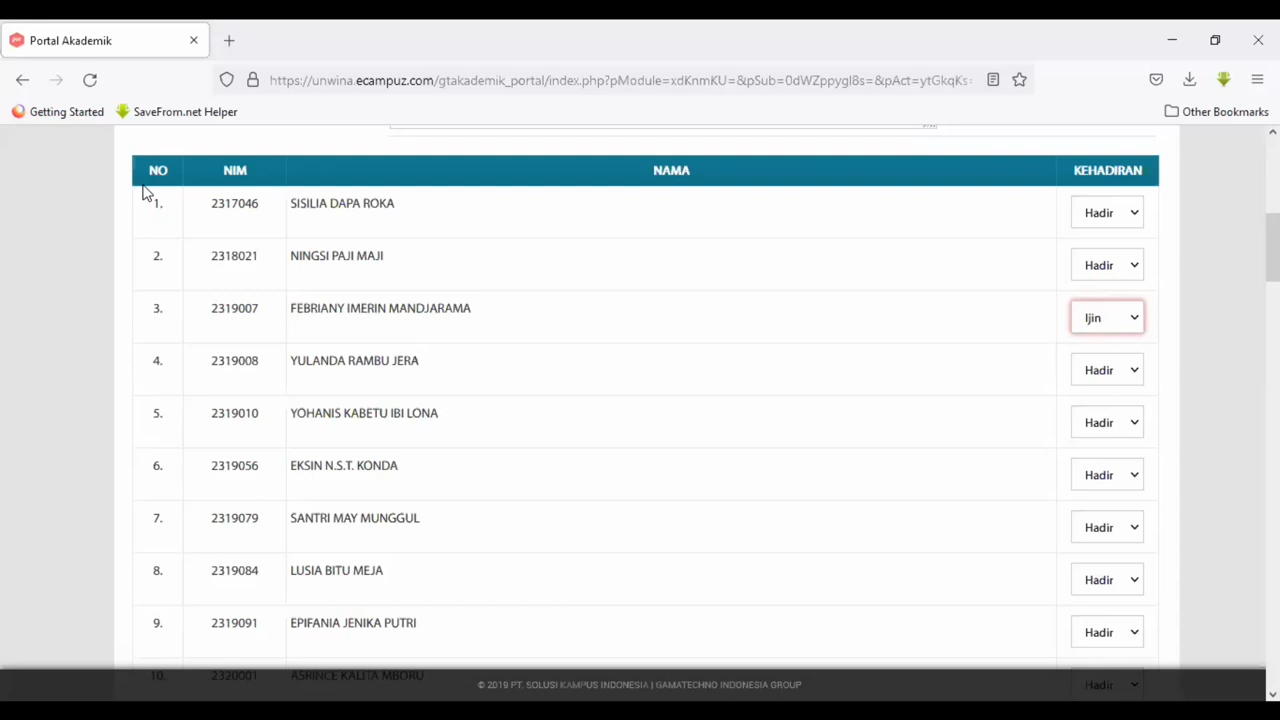 Portal Akademik
https://unwina.ecampuz.com/gtakademik_portal/index.php?pModule=xdKnmKU=&pSub=0dWZppygl8s=&pAct=ytGkqKs=
Getting Started SaveFrom.net Helper Other Bookmarks
NO NIM NAMA KEHADIRAN
1. 2317046 SISILIA DAPA ROKA Hadir
2. 2318021 NINGSI PAJI MAJI Hadir
3. 2319007 FEBRIANY IMERIN MANDJARAMA Ijin
4. 2319008 YULANDA RAMBU JERA Hadir
5. 2319010 YOHANIS KABETU IBI LONA Hadir
6. 2319056 EKSIN N.S.T. KONDA Hadir
7. 2319079 SANTRI MAY MUNGGUL Hadir
8. 2319084 LUSIA BITU MEJA Hadir
9. 2319091 EPIFANIA JENIKA PUTRI Hadir
10. 2320001 ASRINCE KALITA MBORU Hadir
© 2019 PT. SOLUSI KAMPUS INDONESIA | GAMATECHNO INDONESIA GROUP